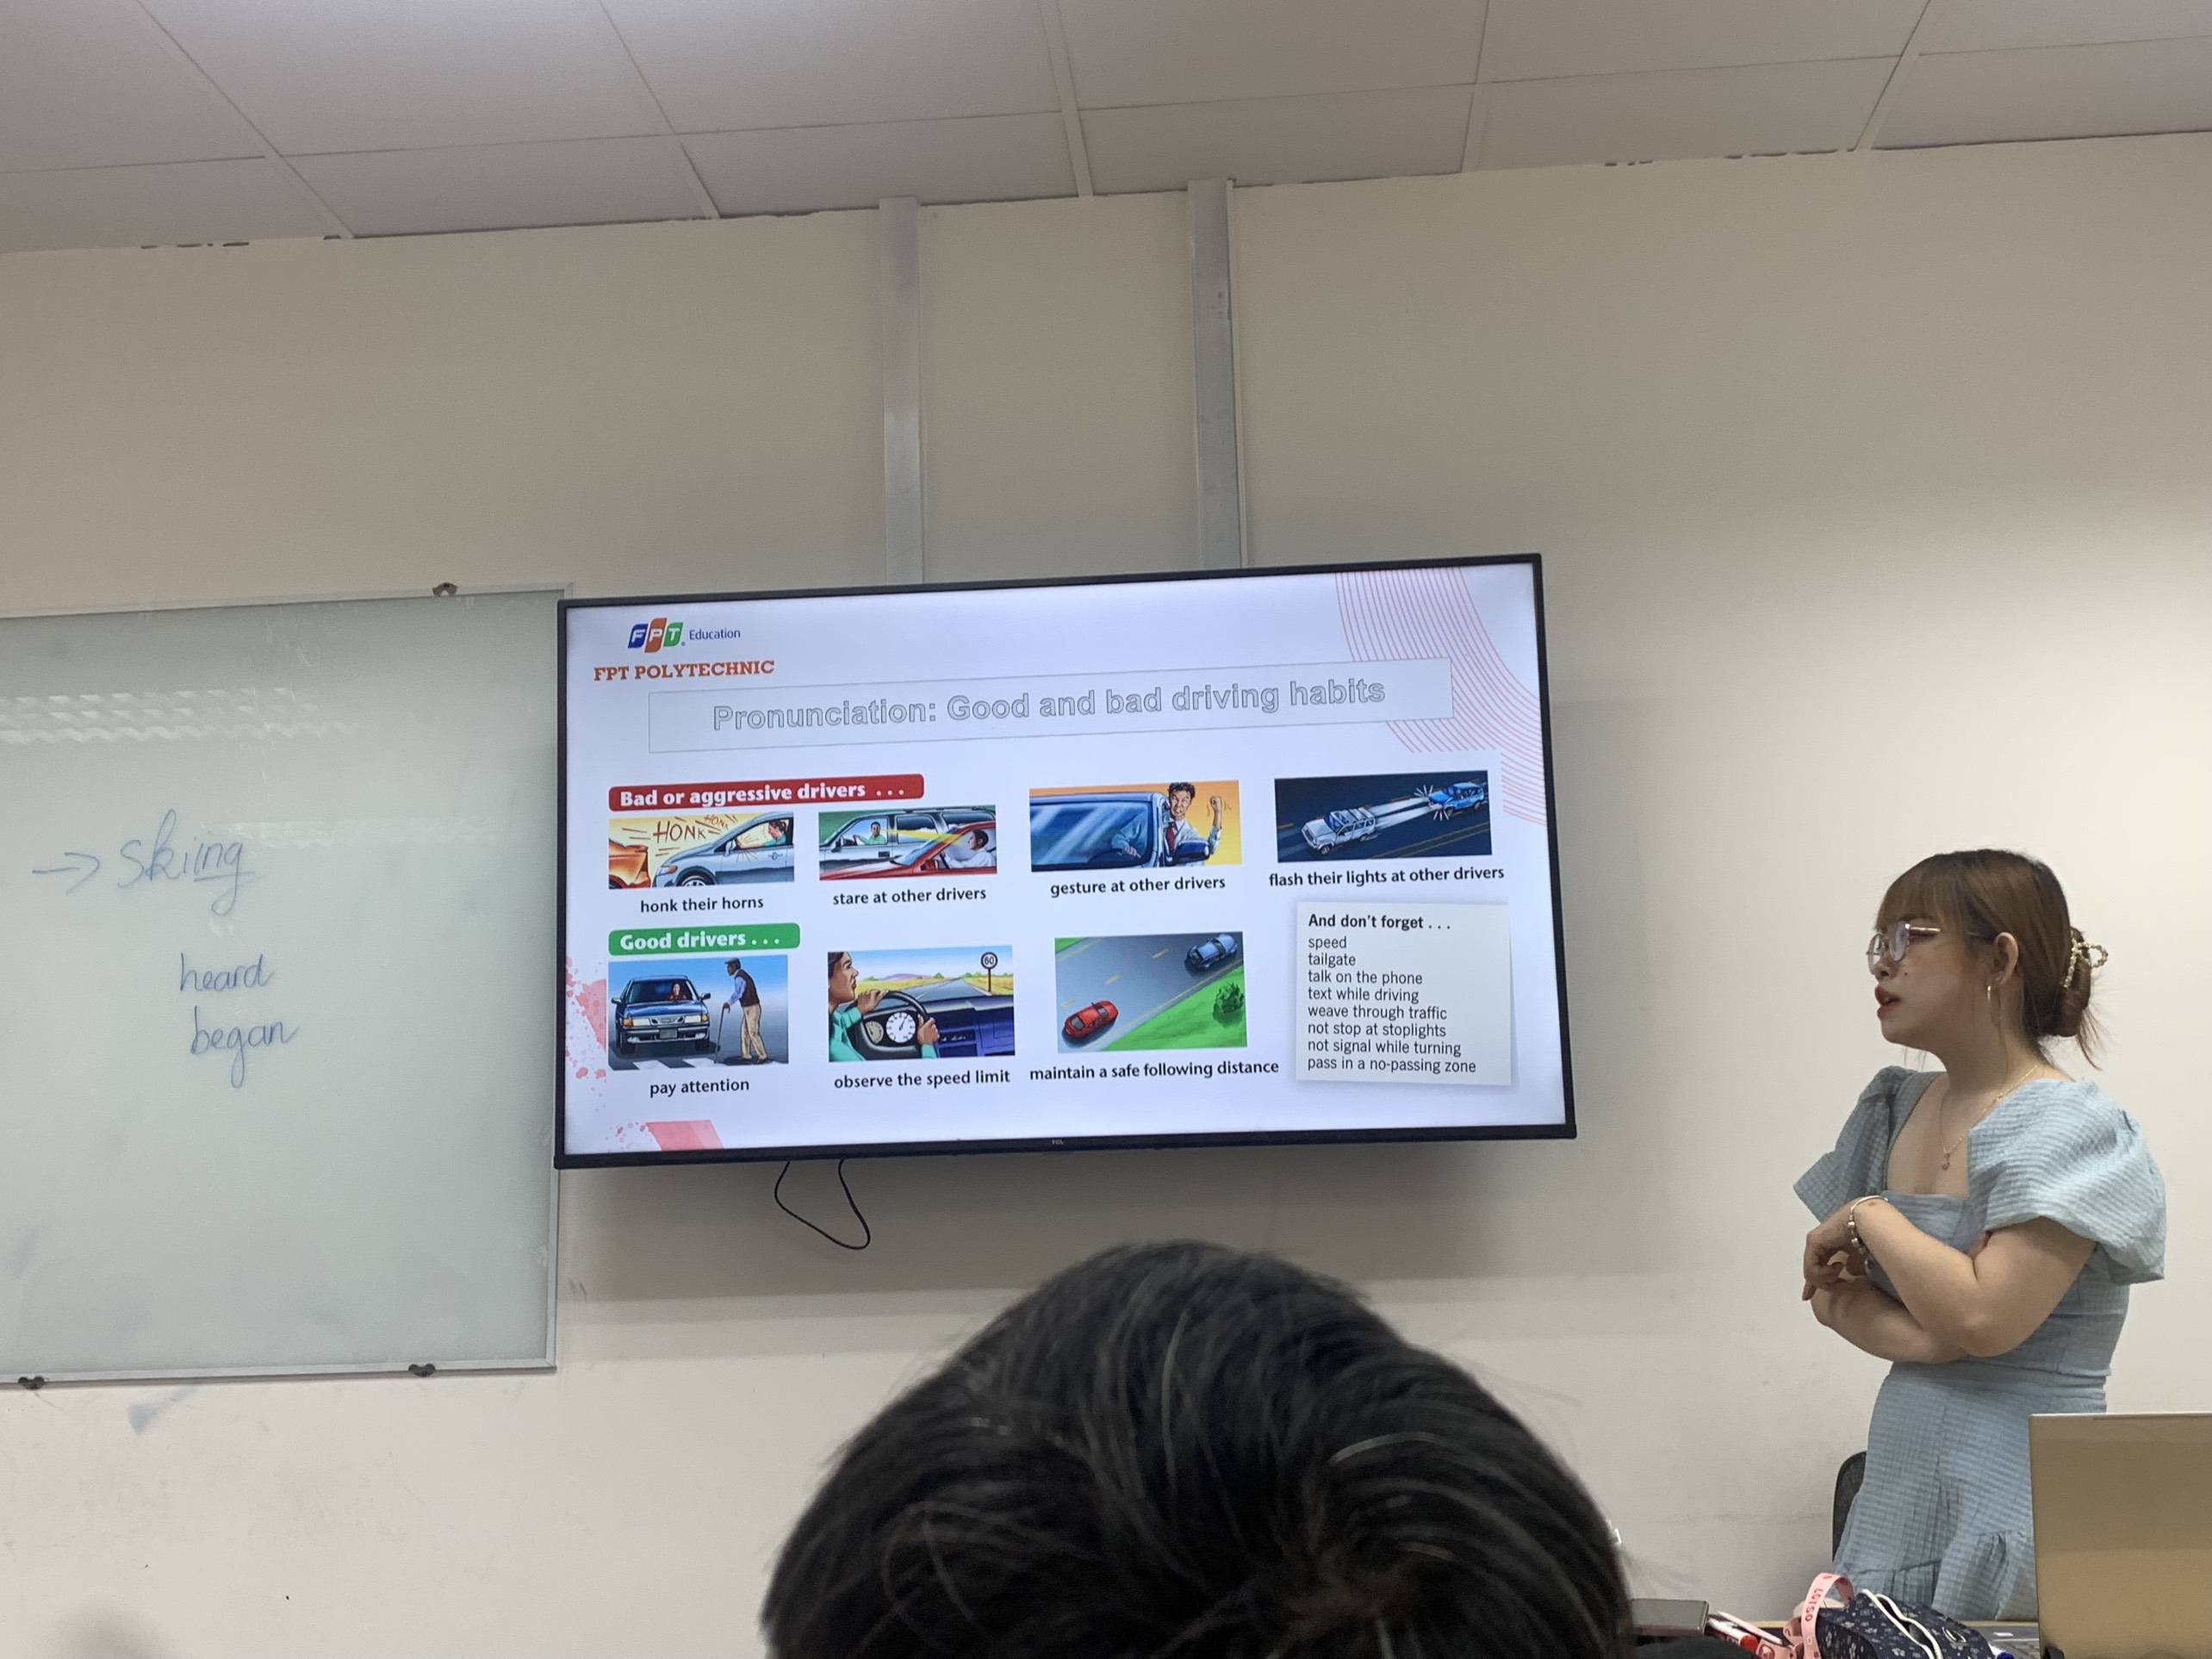 → skiing
heard
began
FPT Education
FPT POLYTECHNIC
Pronunciation: Good and bad driving habits
Bad or aggressive drivers ...
HONK HONK
honk their horns
stare at other drivers
gesture at other drivers
flash their lights at other drivers
Good drivers ...
60
pay attention
observe the speed limit
maintain a safe following distance
And don't forget ...
speed
tailgate
talk on the phone
text while driving
weave through traffic
not stop at stoplights
not signal while turning
pass in a no-passing zone
TCL
LOTSO